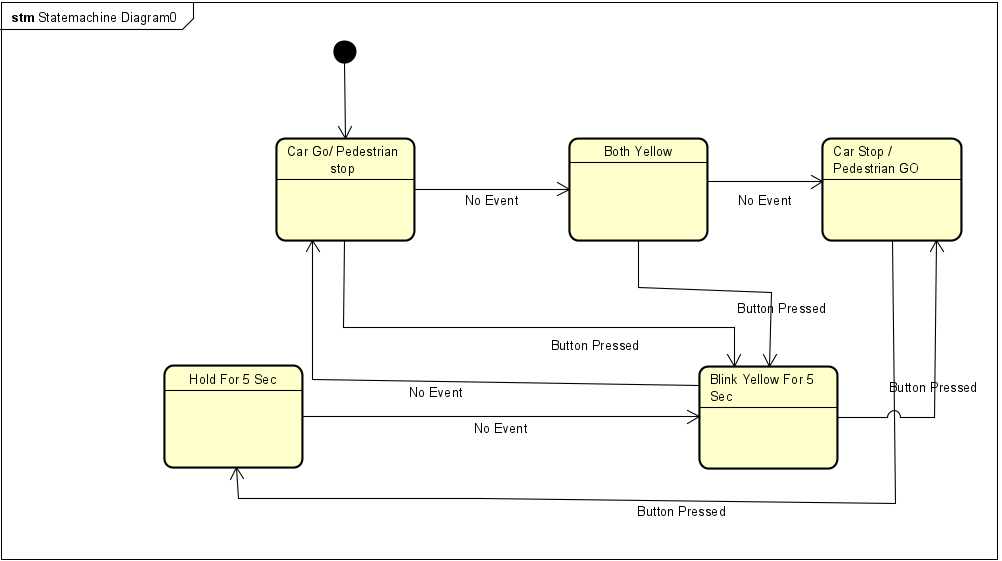 stm Statemachine Diagram0
Car Go/ Pedestrian
stop
Both Yellow
Car Stop /
Pedestrian GO
No Event
No Event
Button Pressed
Button Pressed
Hold For 5 Sec
Blink Yellow For 5
Sec
Button Pressed
No Event
No Event
Button Pressed